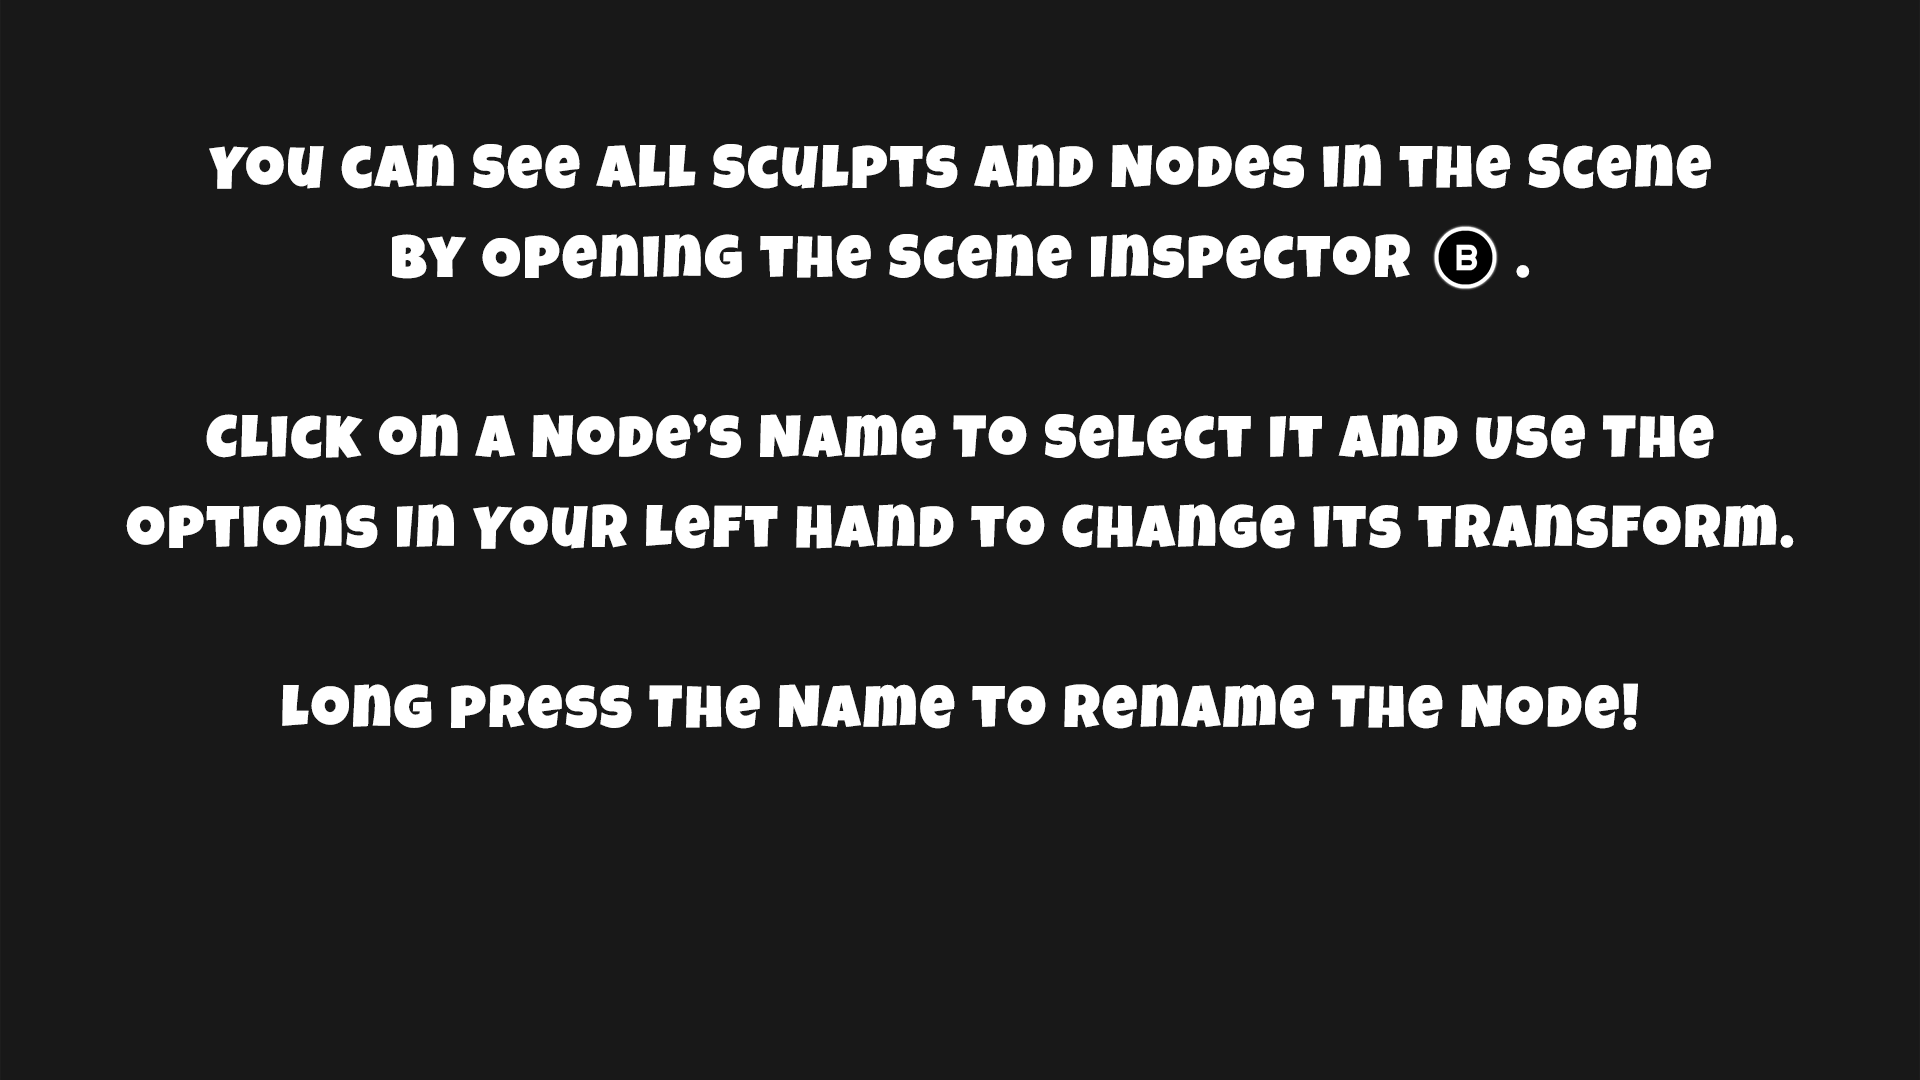 You can see all sculpts and nodes in the scene
by opening the scene inspector B .
Click on a node’s name to select it and use the
options in your left hand to change its transform.
Long press the name to rename the node!